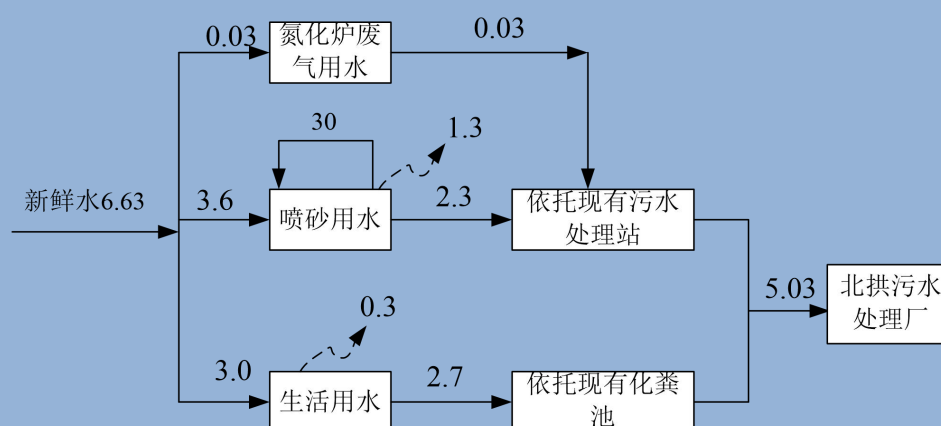 0.03
氮化炉废
气用水
0.03
30
1.3
新鲜水6.63
3.6
喷砂用水
2.3
依托现有污水
处理站
5.03
北拱污水
处理厂
0.3
3.0
生活用水
2.7
依托现有化粪
池